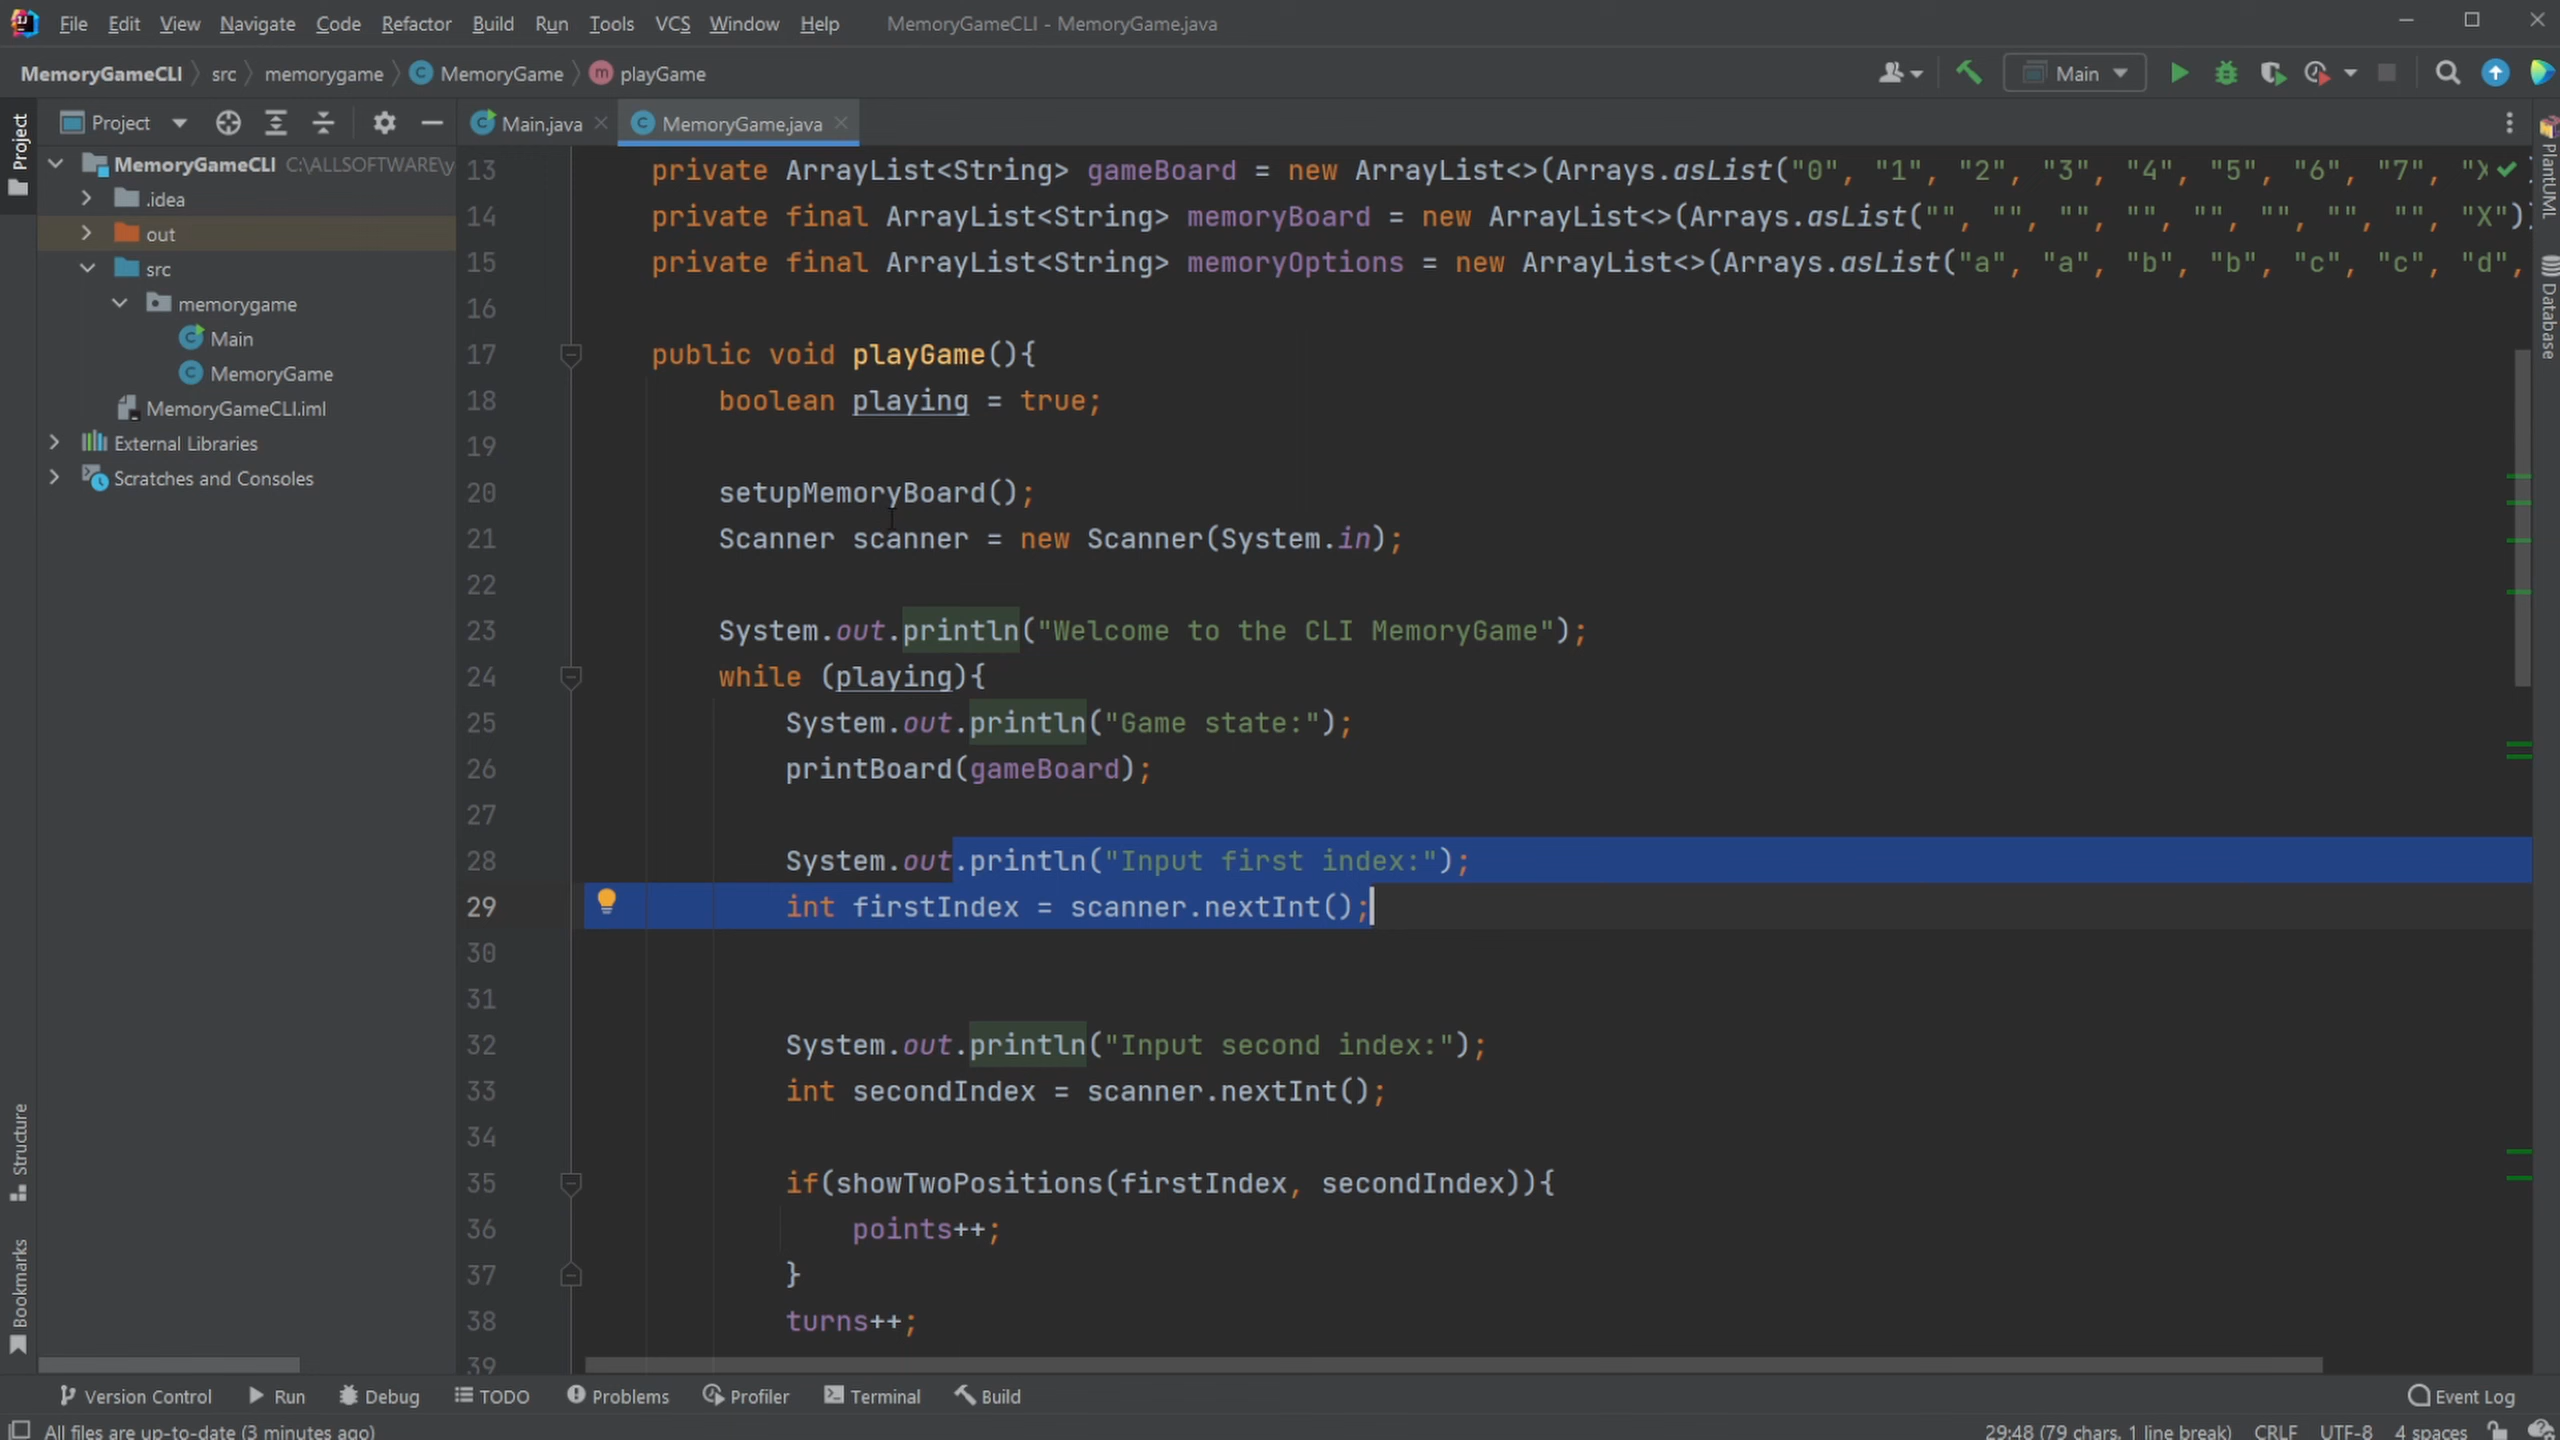 File Edit View Navigate Code Refactor Build Run Tools VCS Window Help MemoryGameCLI - MemoryGame.java
MemoryGameCLI src memorygame MemoryGame playGame Main
Project
Project
Main.java
MemoryGame.java
MemoryGameCLI C:\ALLSOFTWARE\y
.idea
out
src
memorygame
Main
MemoryGame
MemoryGameCLI.iml
External Libraries
Scratches and Consoles
13 private ArrayList<String> gameBoard = new ArrayList<>(Arrays.asList("0", "1", "2", "3", "4", "5", "6", "7", "X
14 private final ArrayList<String> memoryBoard = new ArrayList<>(Arrays.asList("", "", "", "", "", "", "", "", "X"))
15 private final ArrayList<String> memoryOptions = new ArrayList<>(Arrays.asList("a", "a", "b", "b", "c", "c", "d",
16
17 public void playGame(){
18 boolean playing = true;
19
20 setupMemoryBoard();
21 Scanner scanner = new Scanner(System.in);
22
23 System.out.println("Welcome to the CLI MemoryGame");
24 while (playing){
25 System.out.println("Game state:");
26 printBoard(gameBoard);
27
28 System.out.println("Input first index:");
29 int firstIndex = scanner.nextInt();
30
31
32 System.out.println("Input second index:");
33 int secondIndex = scanner.nextInt();
34
35 if(showTwoPositions(firstIndex, secondIndex)){
36 points++;
37 }
38 turns++;
39
PlantUML
Database
Structure
Bookmarks
Version Control Run Debug TODO Problems Profiler Terminal Build Event Log
All files are up-to-date (3 minutes ago) 29:48 (79 chars, 1 line break) CRLF UTF-8 4 spaces